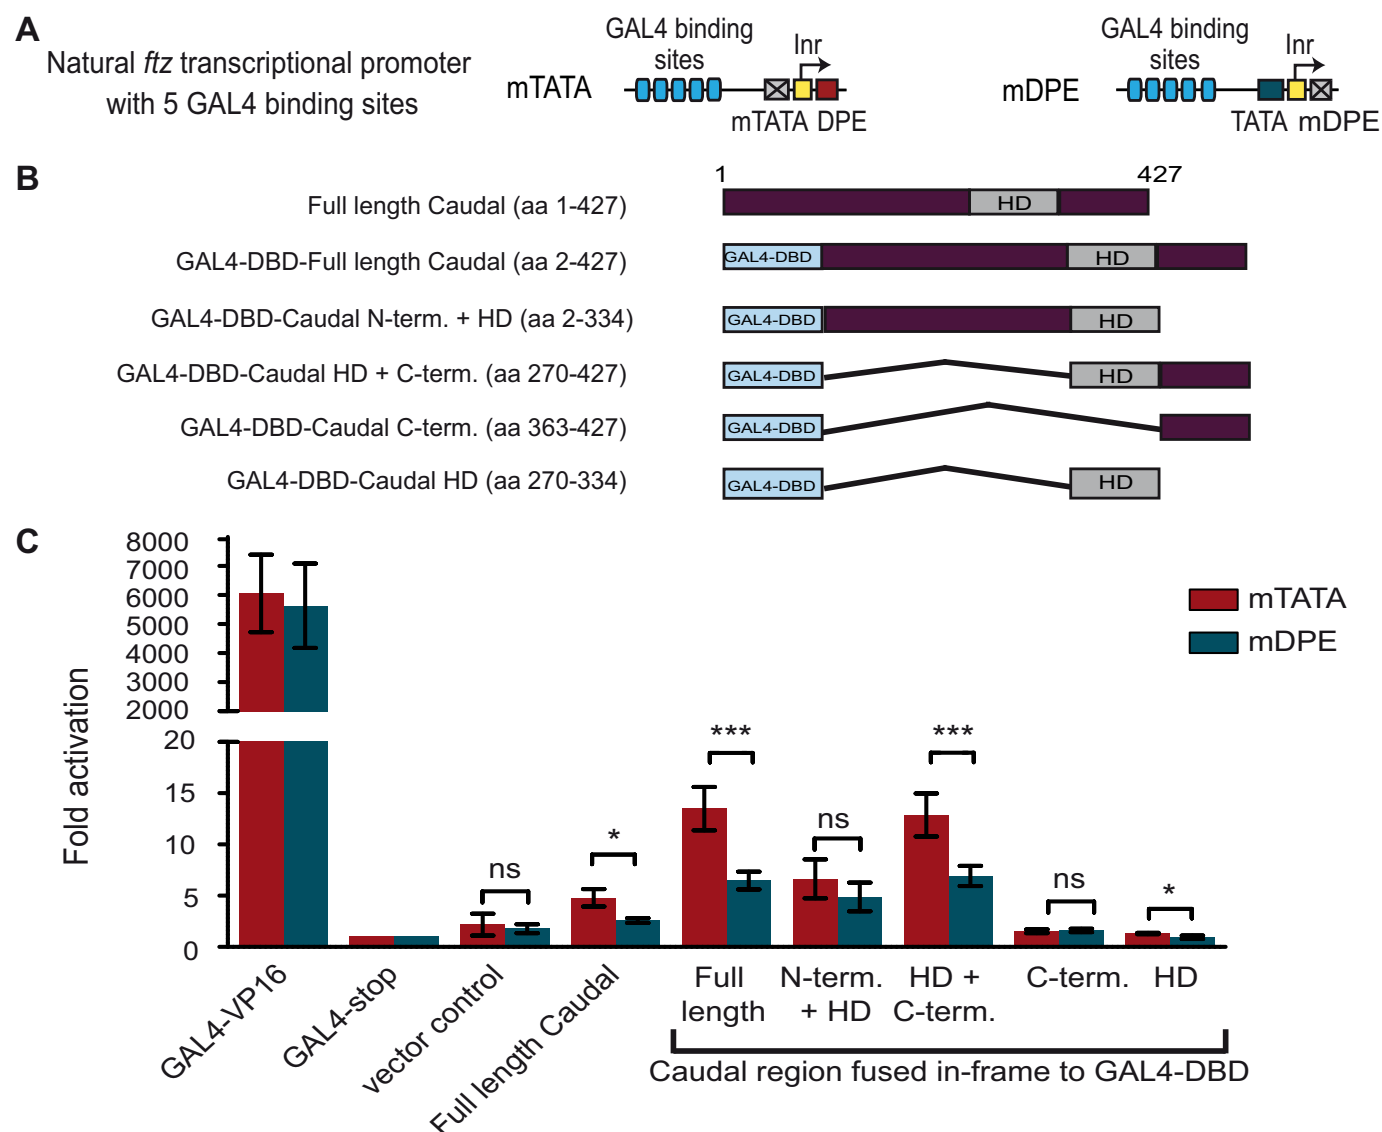 A
Natural ftz transcriptional promoter
with 5 GAL4 binding sites
mTATA
GAL4 binding
sites
Inr
mTATA DPE
mDPE
GAL4 binding
sites
Inr
TATA mDPE
B
1 427
Full length Caudal (aa 1-427)
HD
GAL4-DBD-Full length Caudal (aa 2-427)
GAL4-DBD HD
GAL4-DBD-Caudal N-term. + HD (aa 2-334)
GAL4-DBD HD
GAL4-DBD-Caudal HD + C-term. (aa 270-427)
GAL4-DBD HD
GAL4-DBD-Caudal C-term. (aa 363-427)
GAL4-DBD
GAL4-DBD-Caudal HD (aa 270-334)
GAL4-DBD HD
C
Fold activation
8000
7000
6000
5000
4000
3000
2000
20
15
10
5
0
mTATA
mDPE
ns
*
***
ns
***
ns
*
GAL4-VP16
GAL4-stop
vector control
Full length Caudal
Full
length
N-term.
+ HD
HD +
C-term.
C-term.
HD
Caudal region fused in-frame to GAL4-DBD